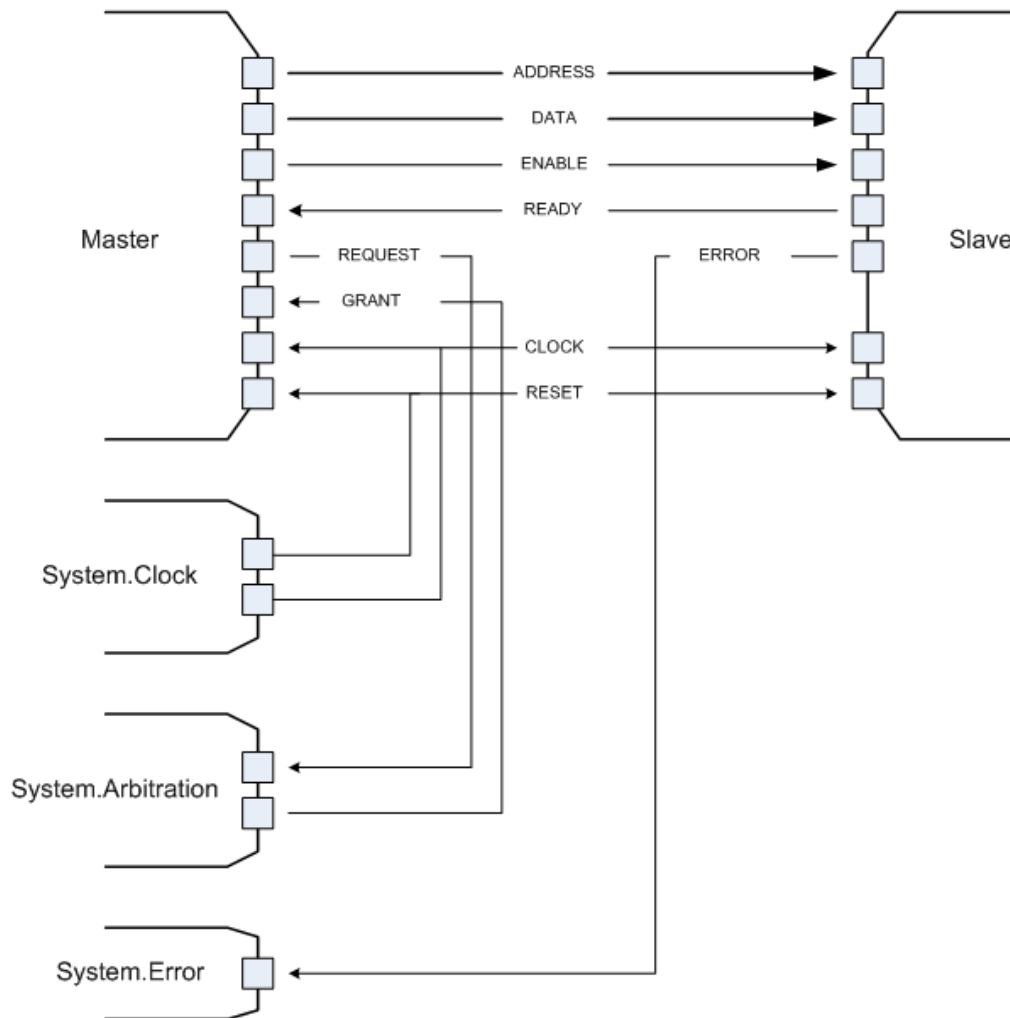 ADDRESS
DATA
ENABLE
READY
Master
REQUEST
ERROR
Slave
GRANT
CLOCK
RESET
System.Clock
System.Arbitration
System.Error